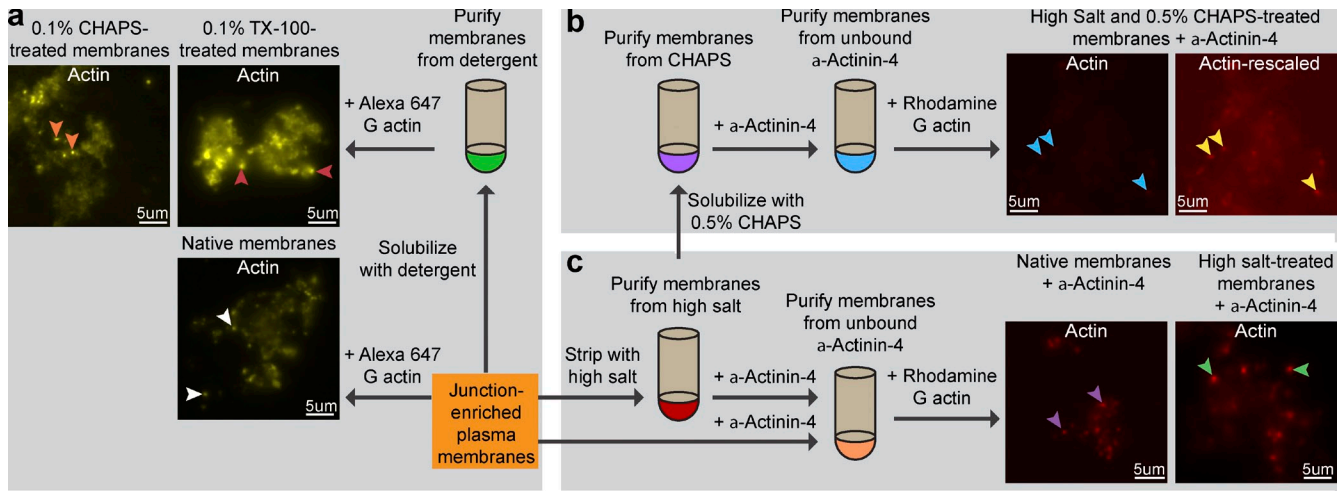 a
0.1% CHAPS-
treated membranes
Actin
5um
0.1% TX-100-
treated membranes
Actin
5um
Purify
membranes
from detergent
+ Alexa 647
G actin
Native membranes
Actin
5um
Solubilize
with detergent
+ Alexa 647
G actin
Junction-
enriched
plasma
membranes
b
Purify membranes
from CHAPS
+ a-Actinin-4
Purify membranes
from unbound
a-Actinin-4
+ Rhodamine
G actin
High Salt and 0.5% CHAPS-treated
membranes + a-Actinin-4
Actin
5um
Actin-rescaled
5um
Solubilize with
0.5% CHAPS
c
Purify membranes
from high salt
Strip with
high salt
+ a-Actinin-4
+ a-Actinin-4
Purify membranes
from unbound
a-Actinin-4
+ Rhodamine
G actin
Native membranes
+ a-Actinin-4
Actin
5um
High salt-treated
membranes
+ a-Actinin-4
Actin
5um